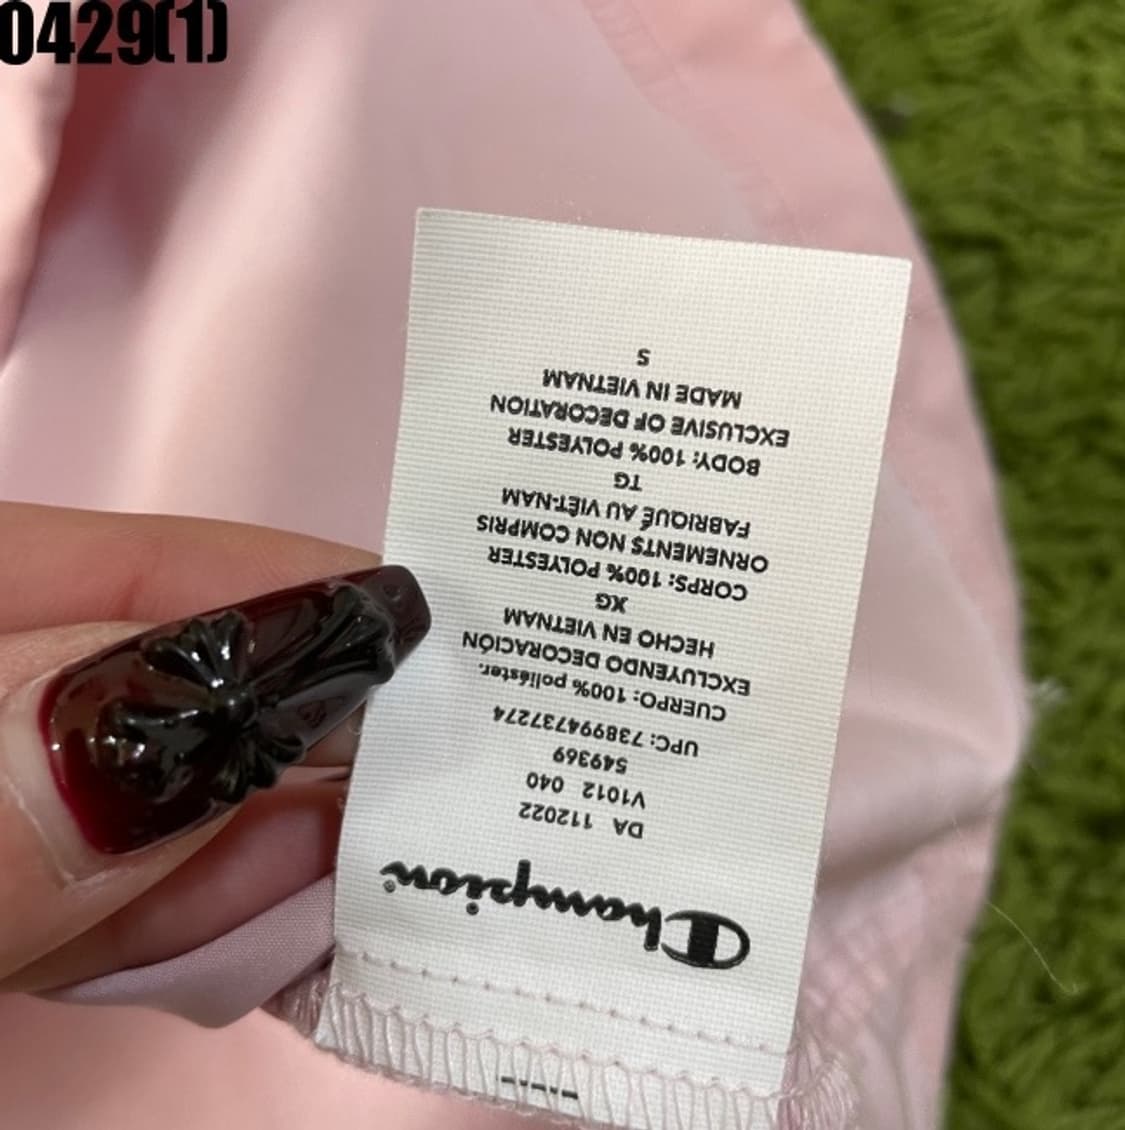 0429(1)
Champion®
DA 112022
V1012 040
549369
UPC: 738994737274
CUERPO: 100% poliéster.
EXCLUYENDO DECORACIÓN
HECHO EN VIETNAM
XG
CORPS: 100% POLYESTER
ORNEMENTS NON COMPRIS
FABRIQUÉ AU VIÊT-NAM
TG
BODY: 100% POLYESTER
EXCLUSIVE OF DECORATION
MADE IN VIETNAM
S